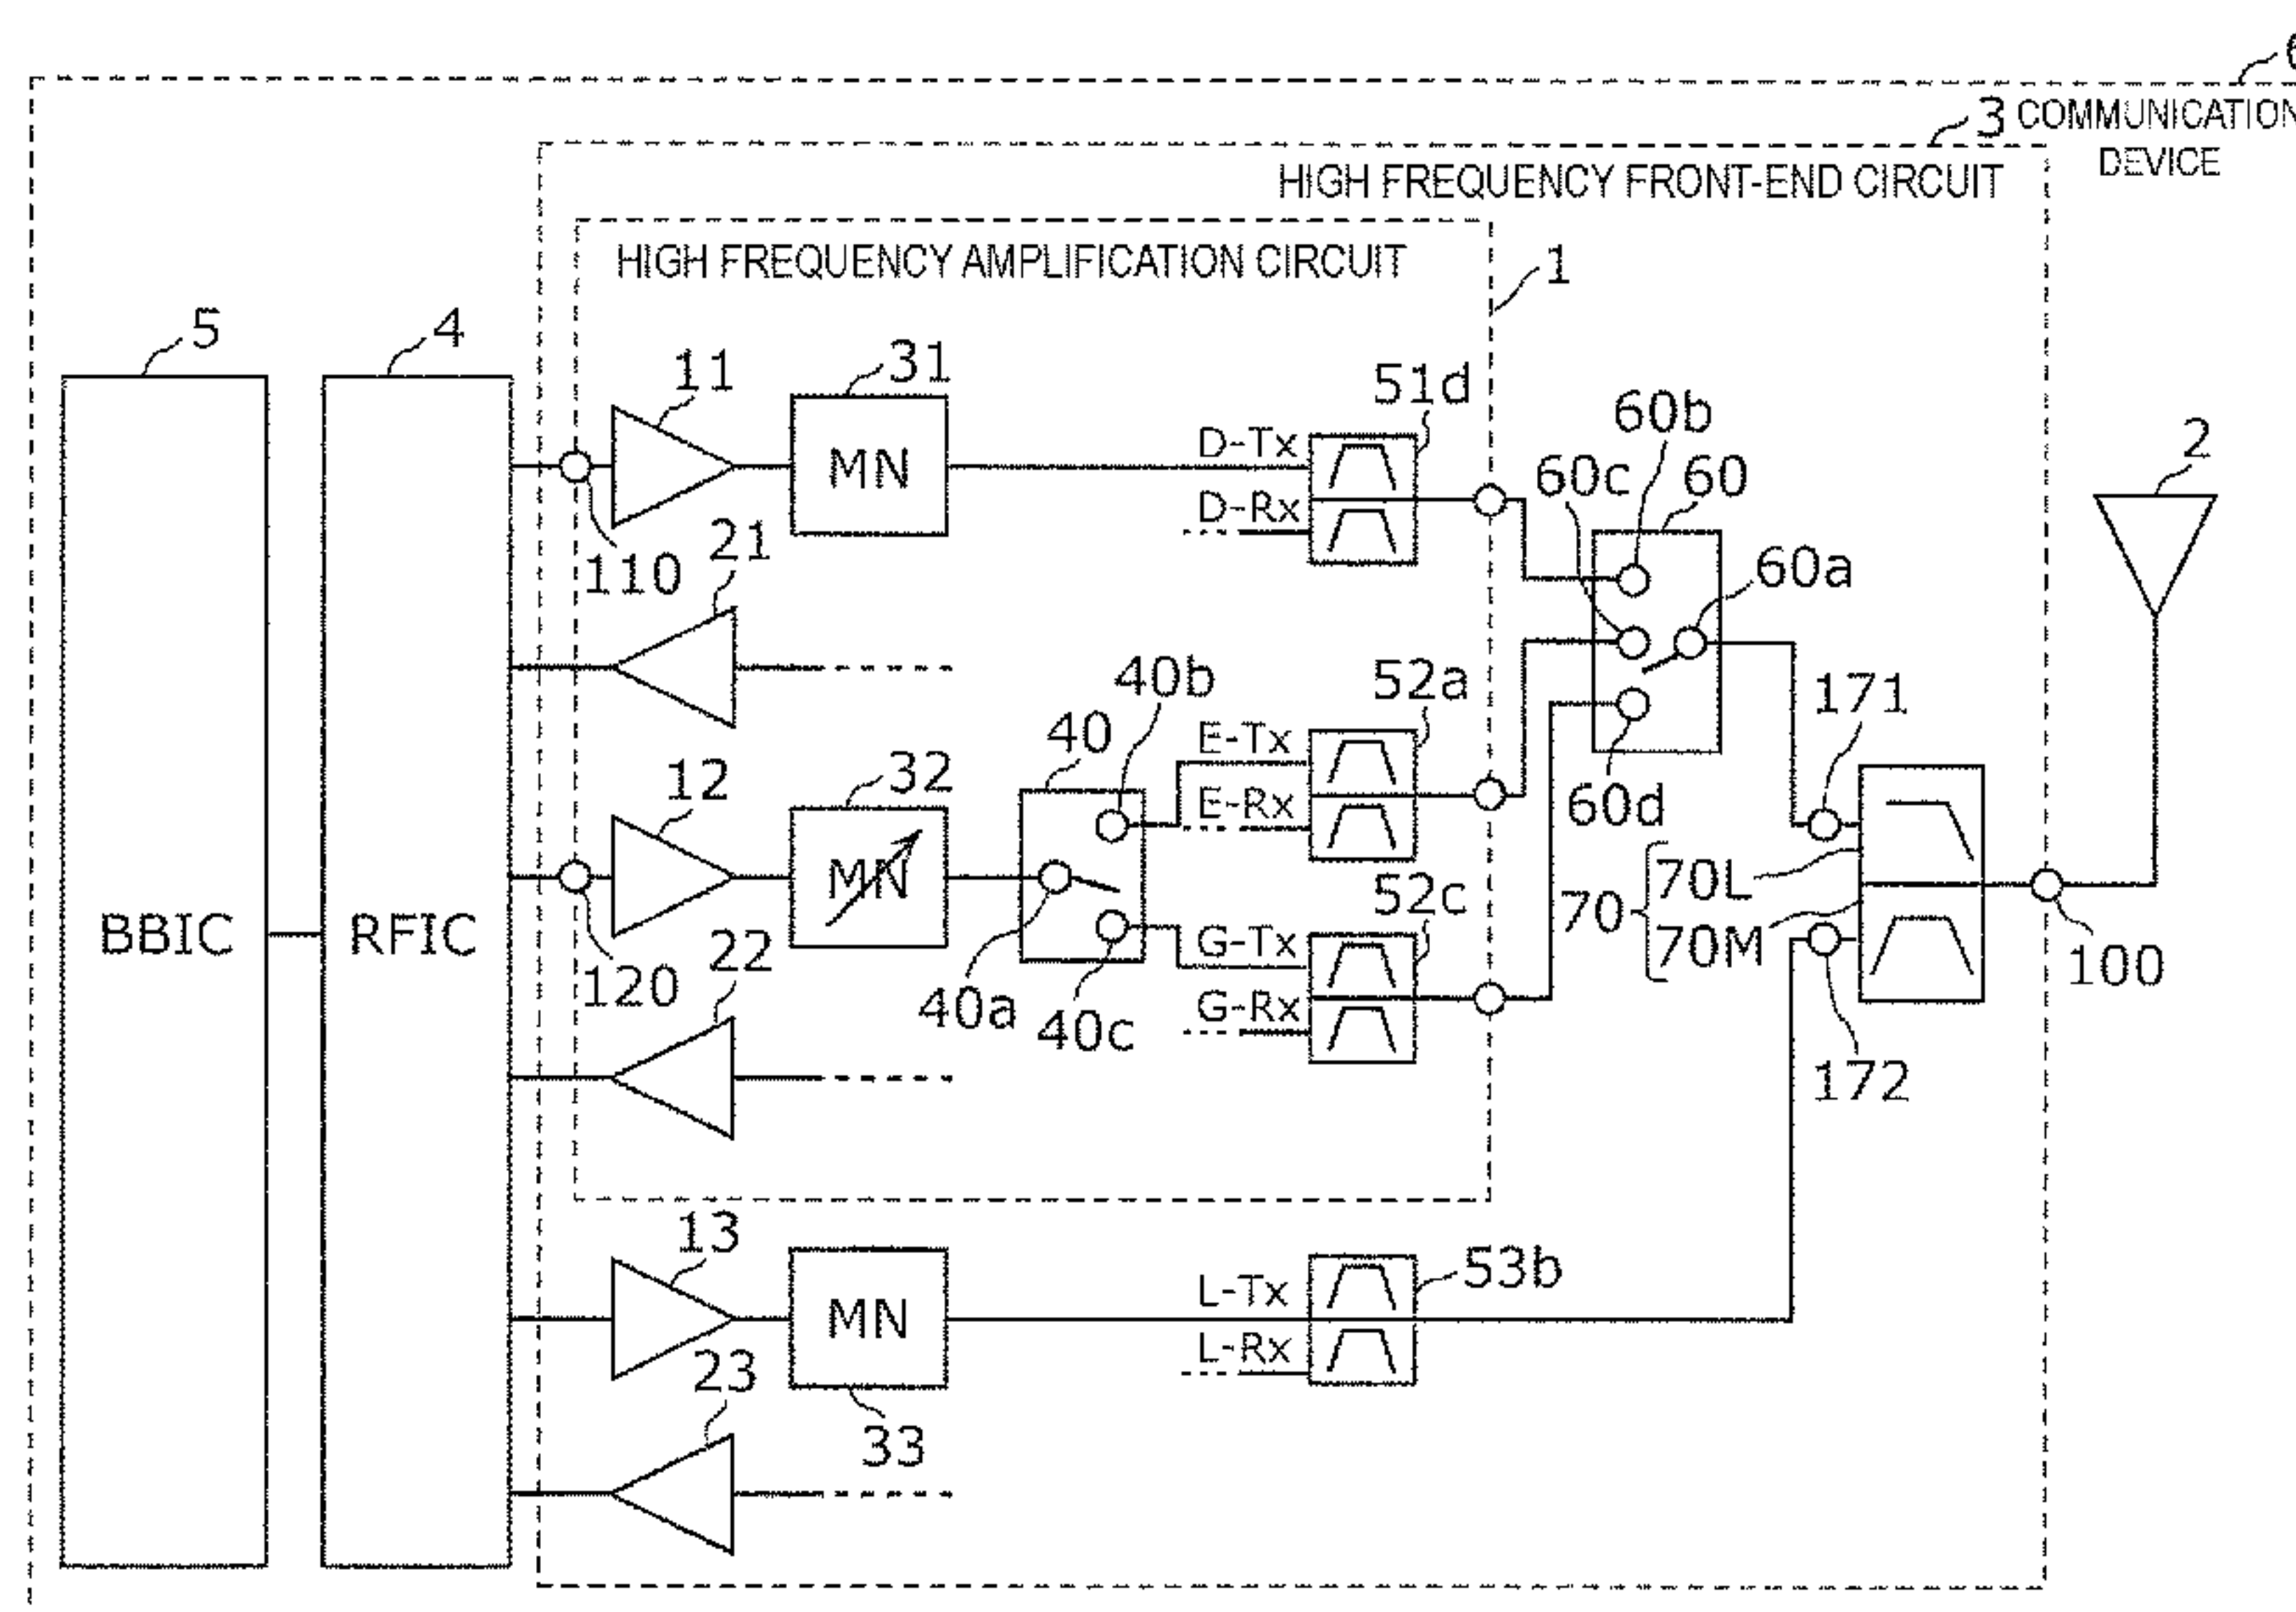 6
3 COMMUNICATION
DEVICE
HIGH FREQUENCY FRONT-END CIRCUIT
HIGH FREQUENCY AMPLIFICATION CIRCUIT
1
5
4
11
31
51d
60b
2
MN
D-Tx
60c
60
D-Rx
21
110
60a
40b
52a
171
40
E-Tx
12
32
E-Rx
60d
MN
52c
70
70L
BBIC
RFIC
22
G-Tx
70M
120
40a
40c
G-Rx
100
172
13
L-Tx
53b
MN
L-Rx
23
33